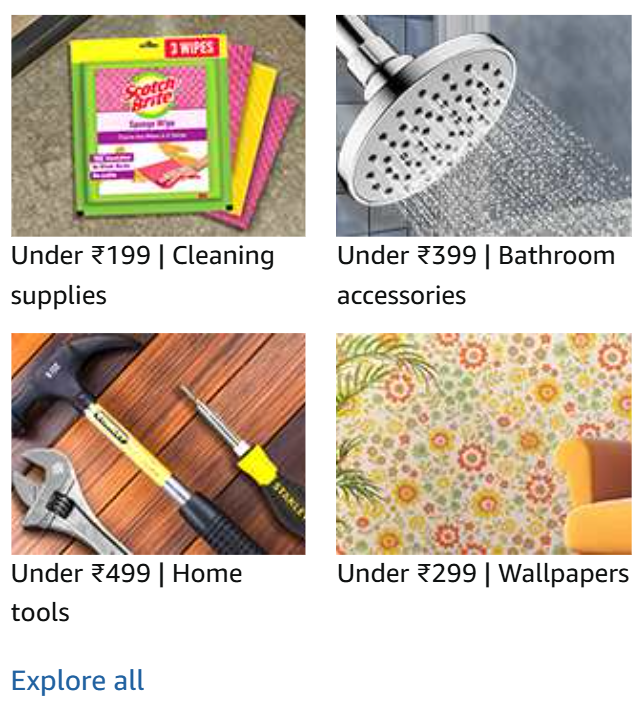 3 WIPES
Scotch
Brite
Sponge Wipe
Under ₹199 | Cleaning
supplies
Under ₹399 | Bathroom
accessories
STANLEY
STANLEY
Under ₹499 | Home
tools
Under ₹299 | Wallpapers
Explore all